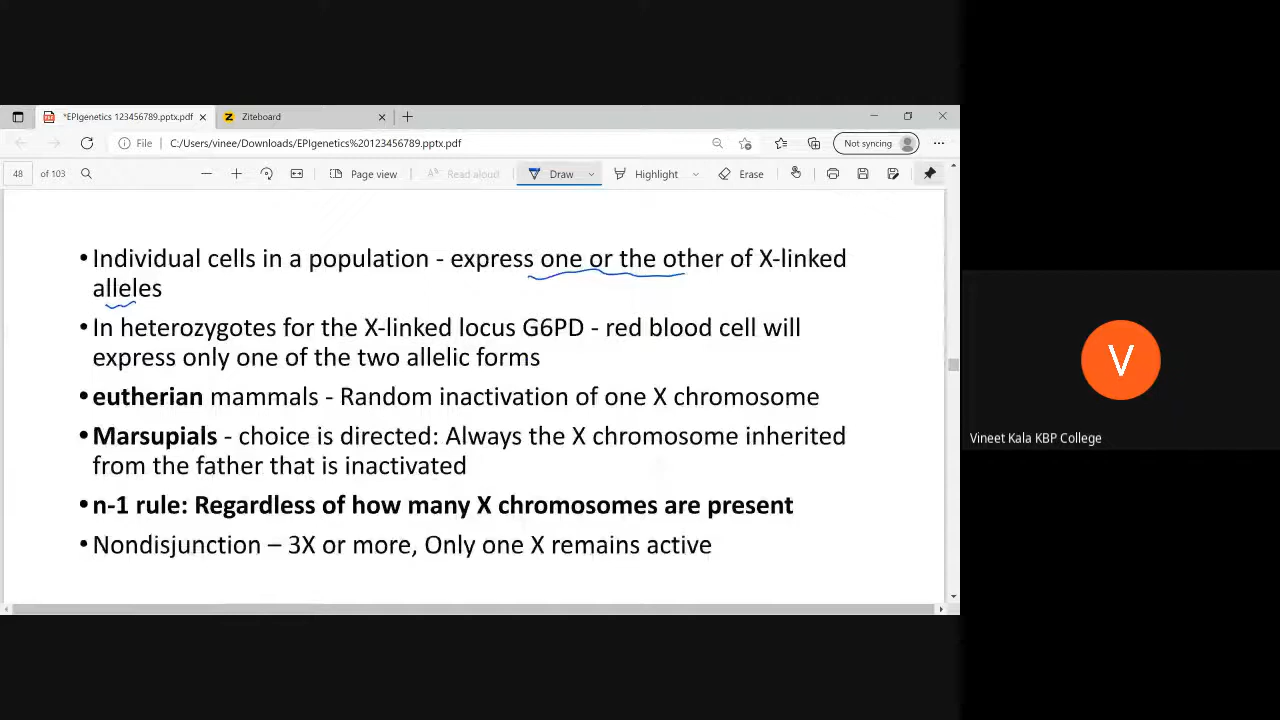 *EPIgenetics 123456789.pptx.pdf
Ziteboard
File
C:/Users/vinee/Downloads/EPIgenetics%20123456789.pptx.pdf
Not syncing
48 of 103
Page view
Read aloud
Draw
Highlight
Erase
•Individual cells in a population - express one or the other of X-linked
alleles
•In heterozygotes for the X-linked locus G6PD - red blood cell will
express only one of the two allelic forms
•eutherian mammals - Random inactivation of one X chromosome
•Marsupials - choice is directed: Always the X chromosome inherited
from the father that is inactivated
•n-1 rule: Regardless of how many X chromosomes are present
•Nondisjunction – 3X or more, Only one X remains active
V
Vineet Kala KBP College